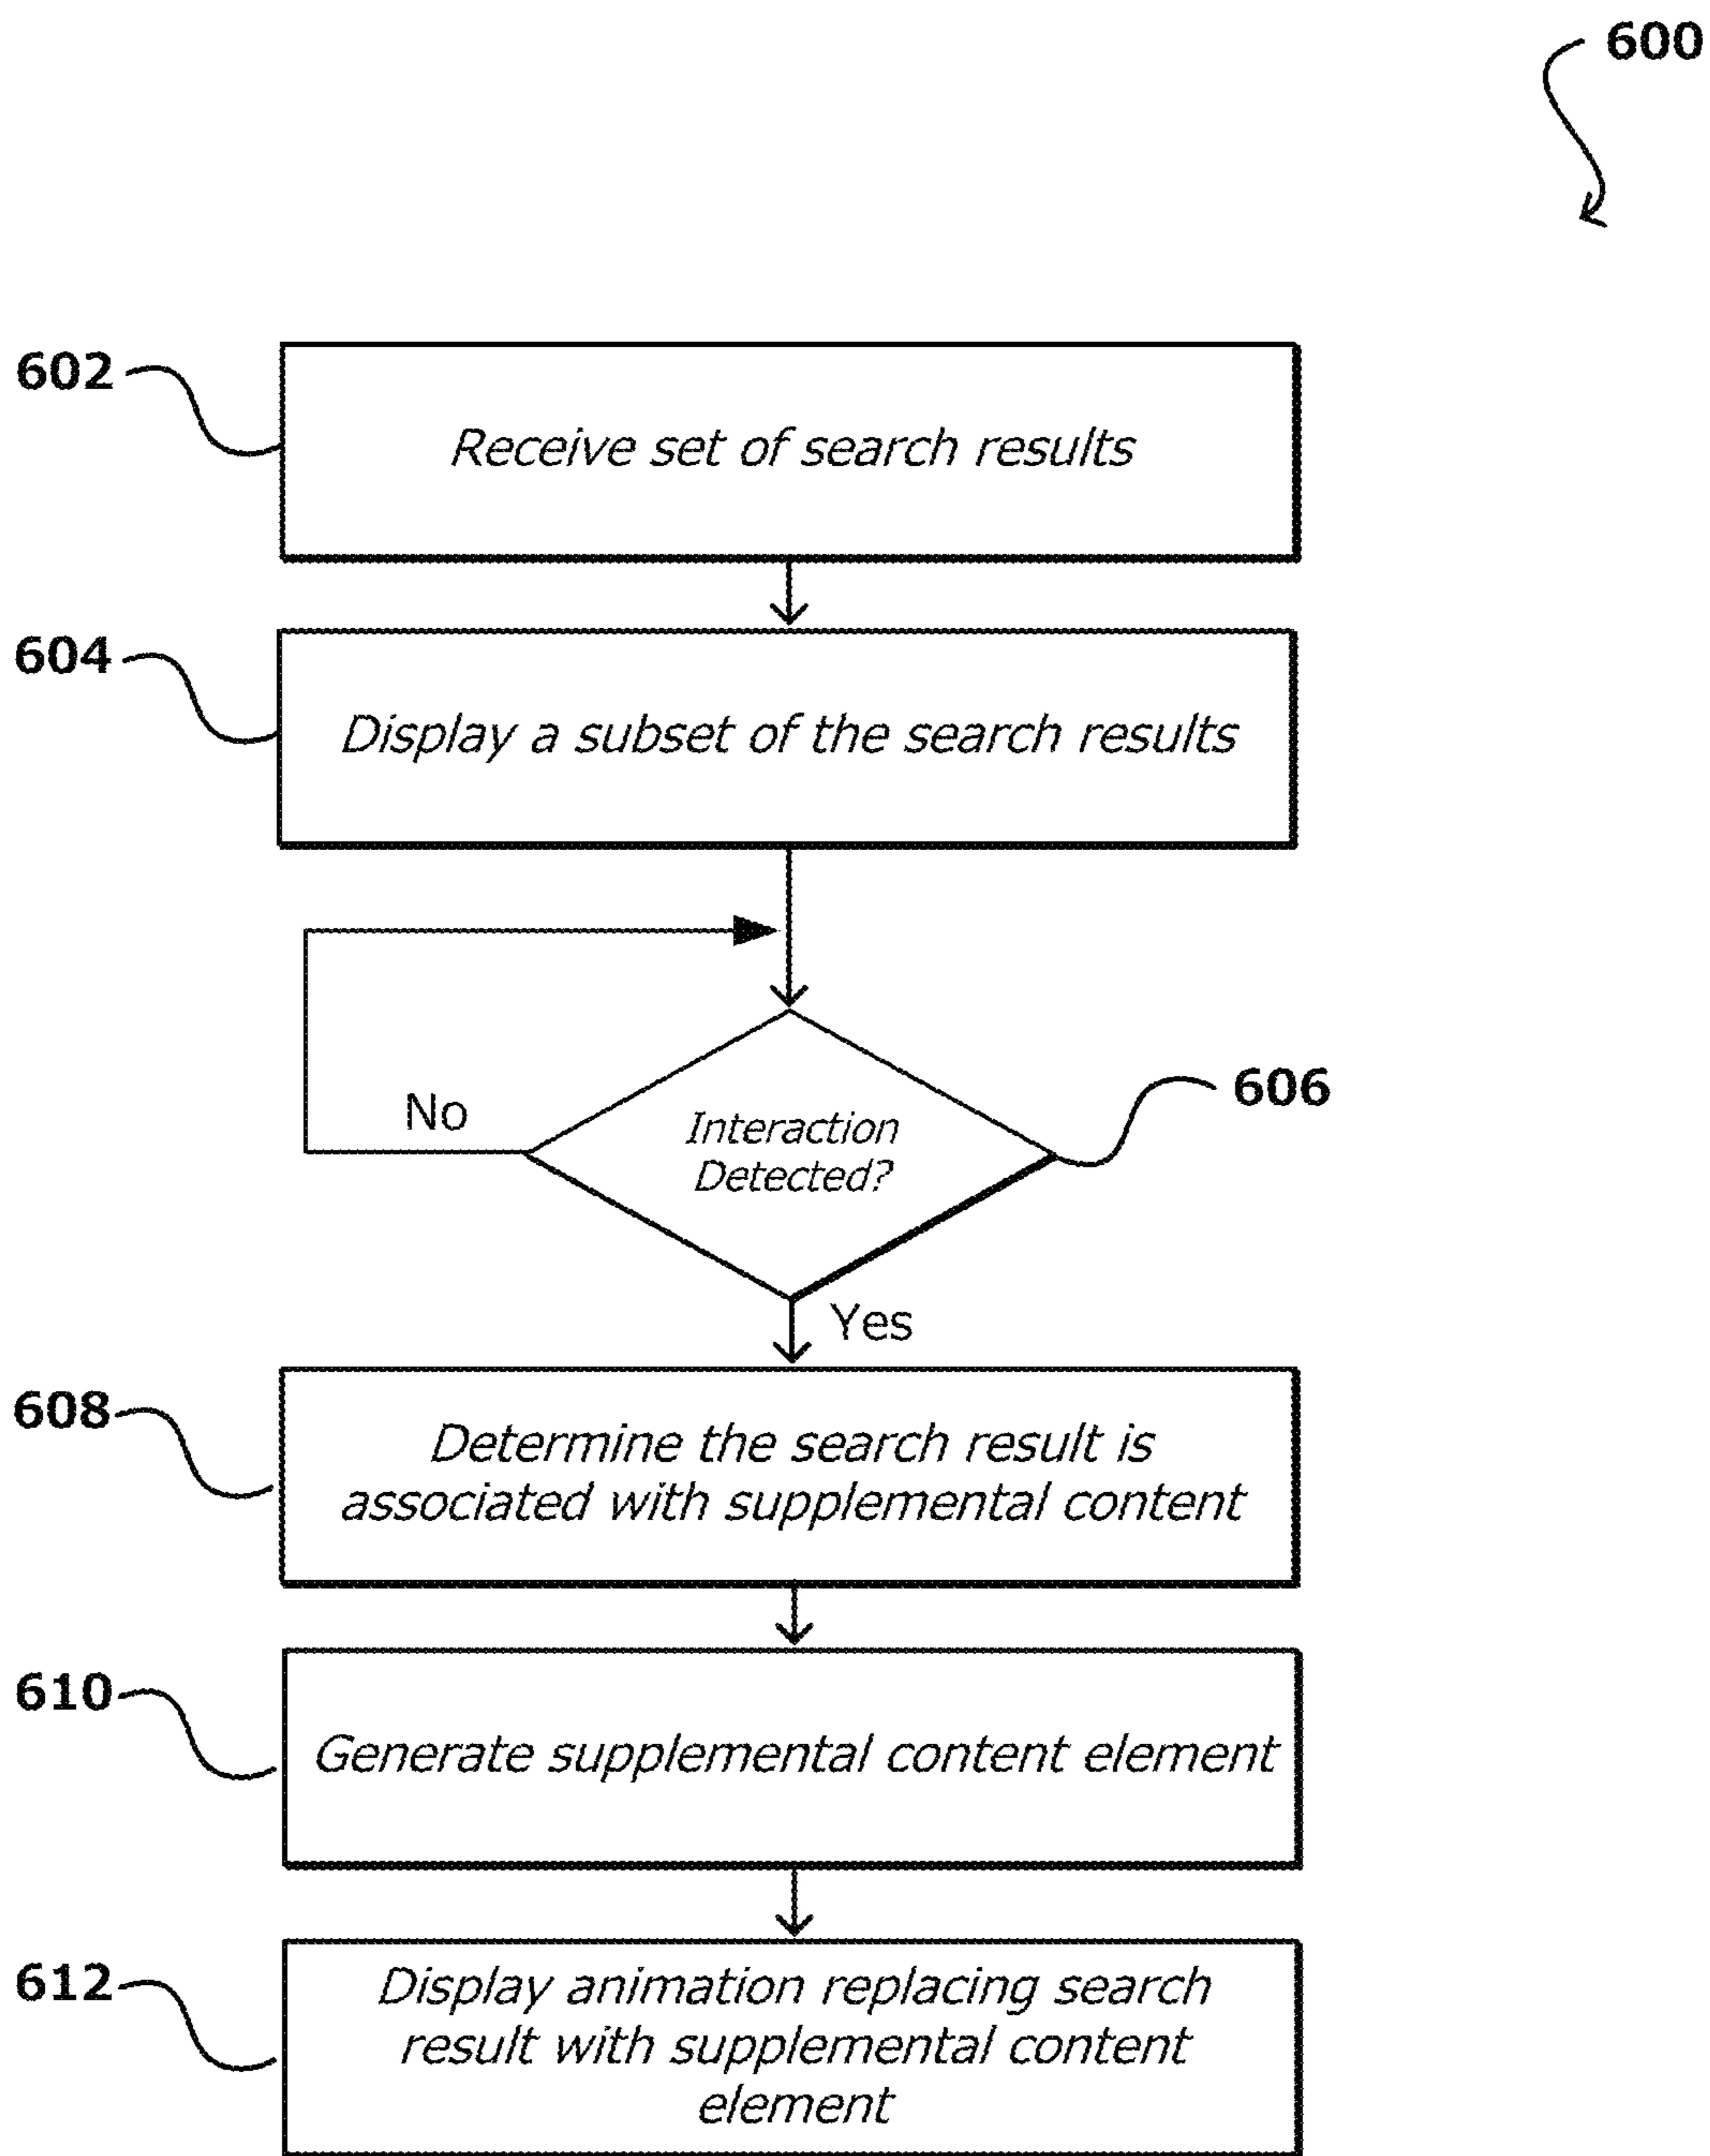 600
602
Receive set of search results
604
Display a subset of the search results
606
No
Interaction
Detected?
Yes
608
Determine the search result is
associated with supplemental content
610
Generate supplemental content element
612
Display animation replacing search
result with supplemental content
element